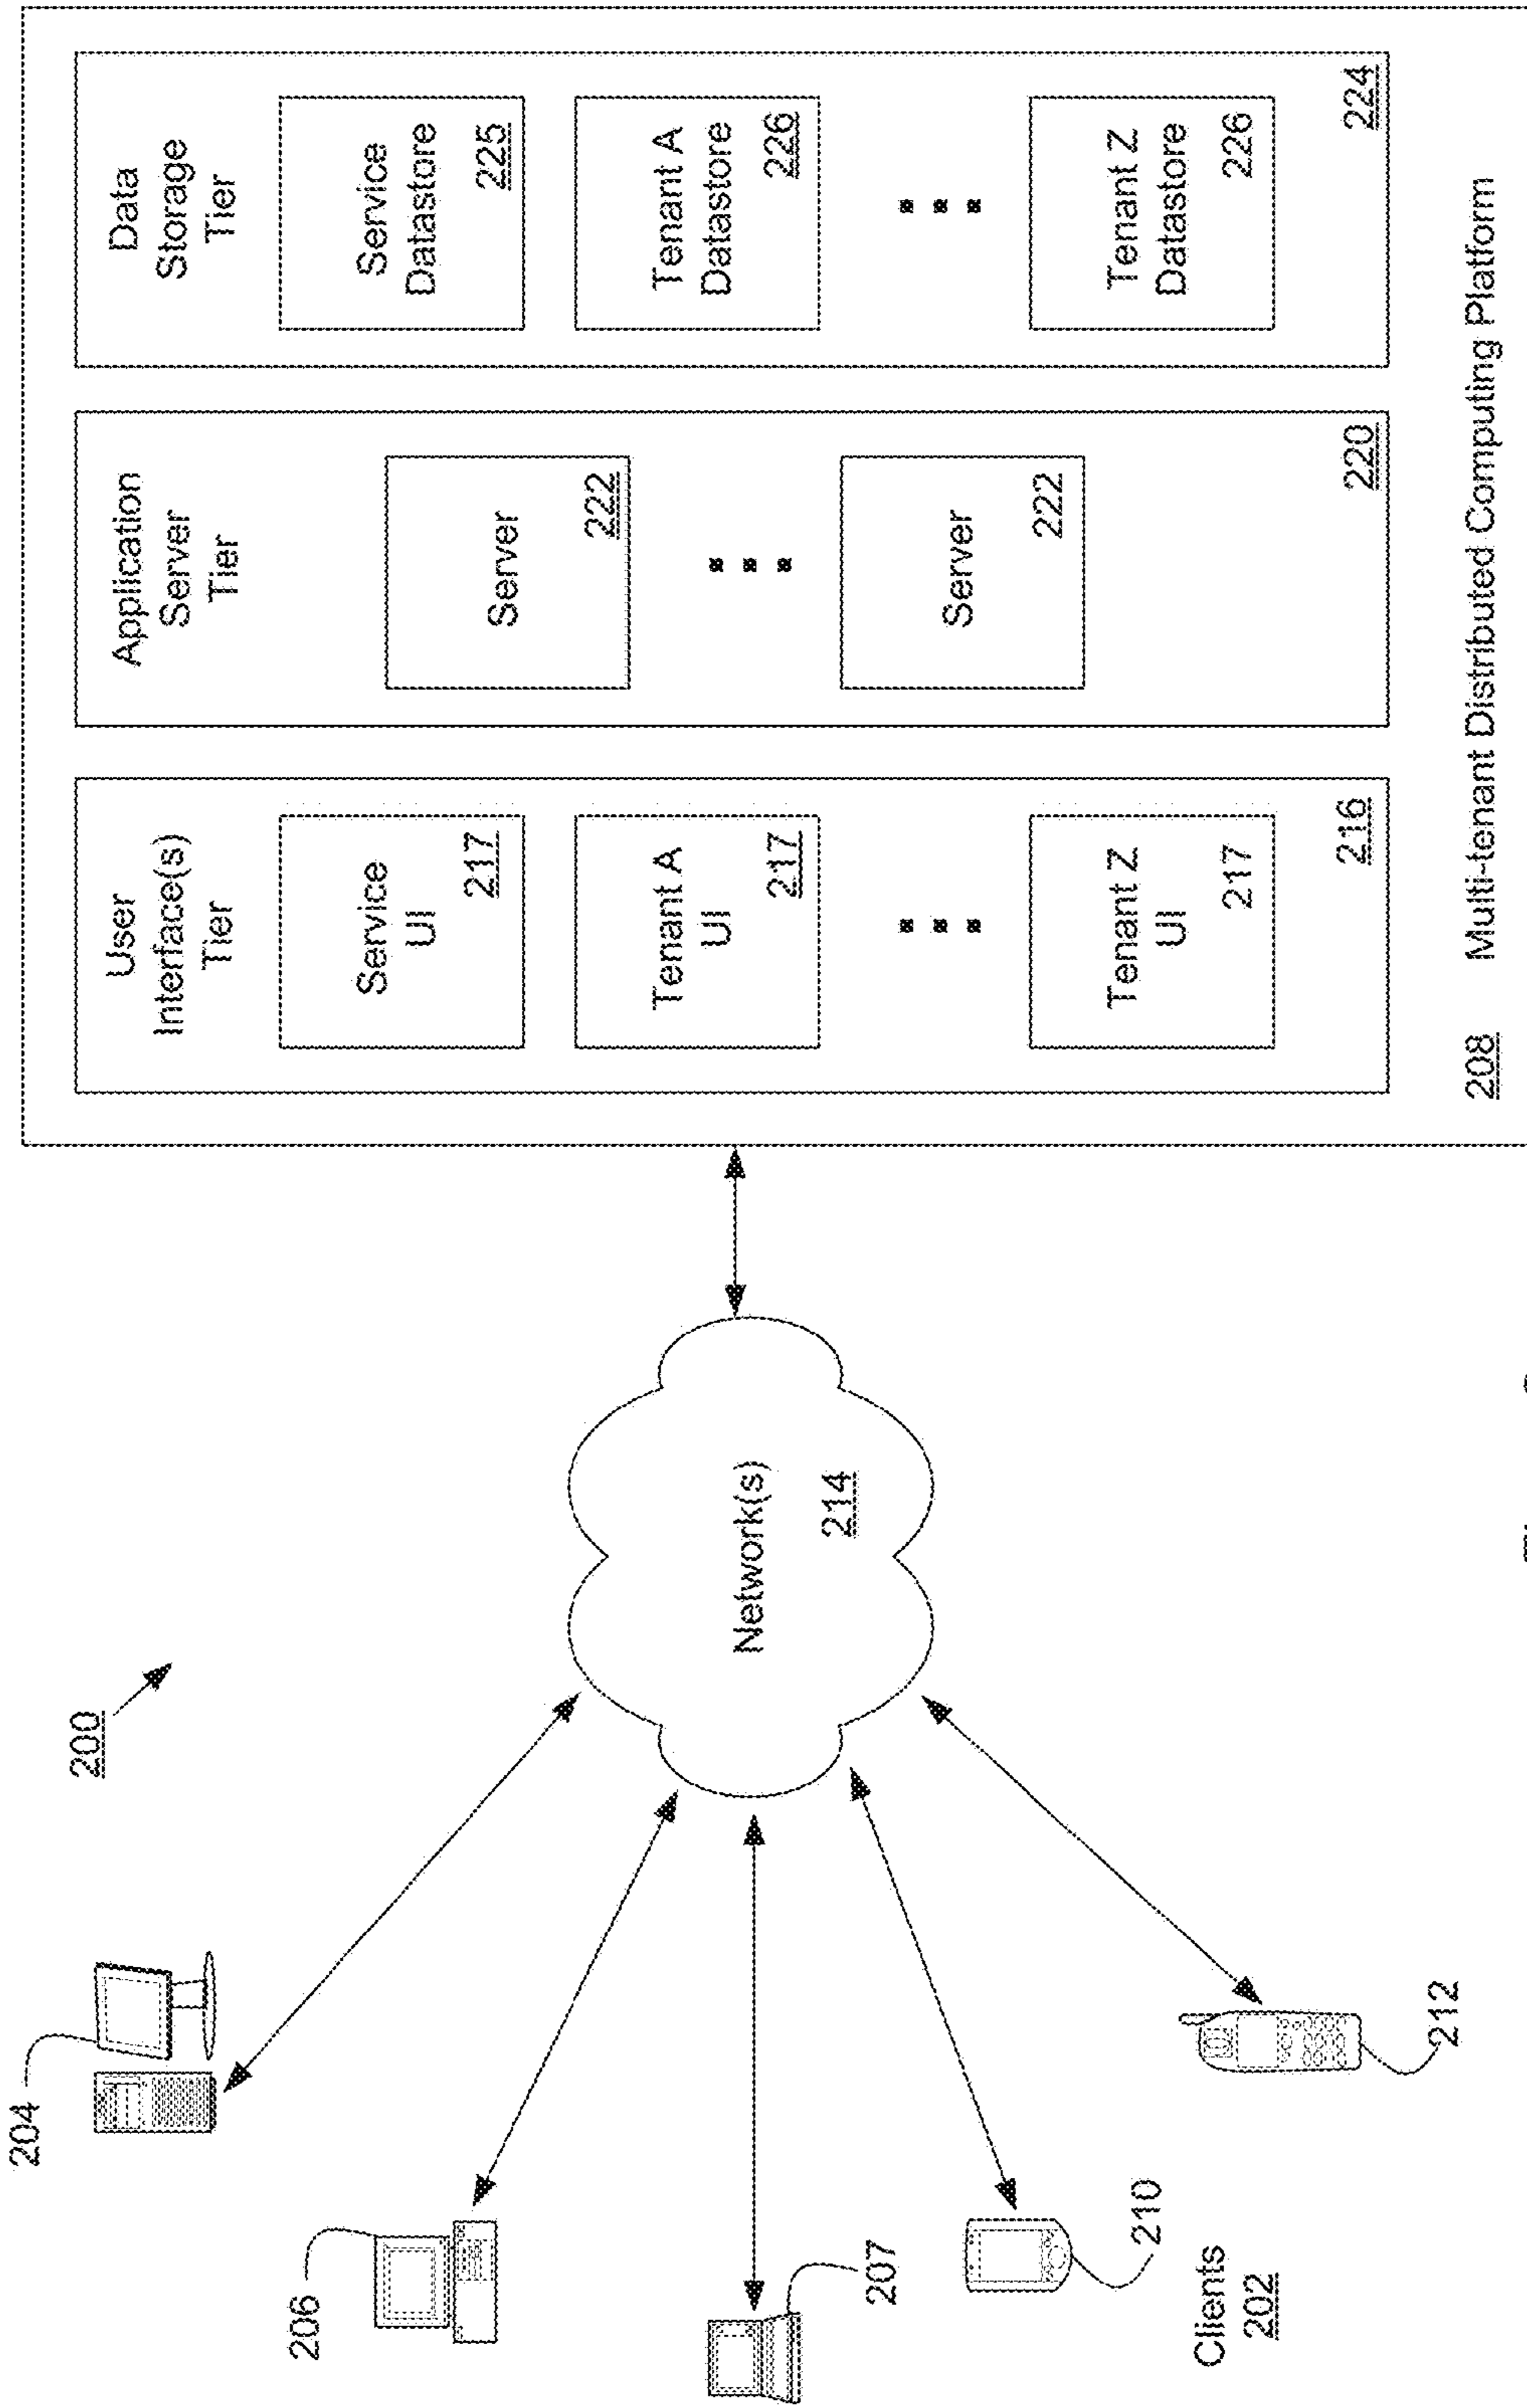 200
204
206
207
210
212
Clients
202
Network(s)
214
User
Interface(s)
Tier
Service
UI
217
Tenant A
UI
217
Tenant Z
UI
217
216
Application
Server
Tier
Server
222
Server
222
220
Data
Storage
Tier
Service
Datastore
225
Tenant A
Datastore
226
Tenant Z
Datastore
226
224
208 Multi-tenant Distributed Computing Platform